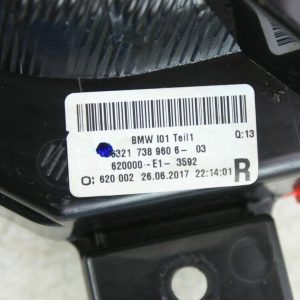 BMW I01 Teil1 Q:13
6321 738 960 6- 03
620000--E1- 3592
O; 620 002 26.06.2017 22:14:01 R